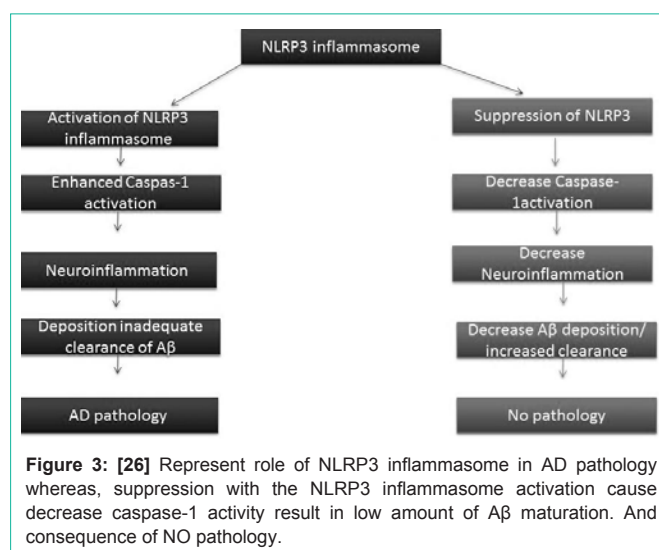 NLRP3 inflammasome
Activation of NLRP3
inflammasome
Suppression of NLRP3
Enhanced Caspas-1
activation
Decrease Caspase-
1activation
Neuroinflammation
Decrease
Neuroinflammation
Deposition inadequate
clearance of Aβ
Decrease Aβ deposition/
increased clearance
AD pathology
No pathology
Figure 3: [26] Represent role of NLRP3 inflammasome in AD pathology
whereas, suppression with the NLRP3 inflammasome activation cause
decrease caspase-1 activity result in low amount of Aβ maturation. And
consequence of NO pathology.